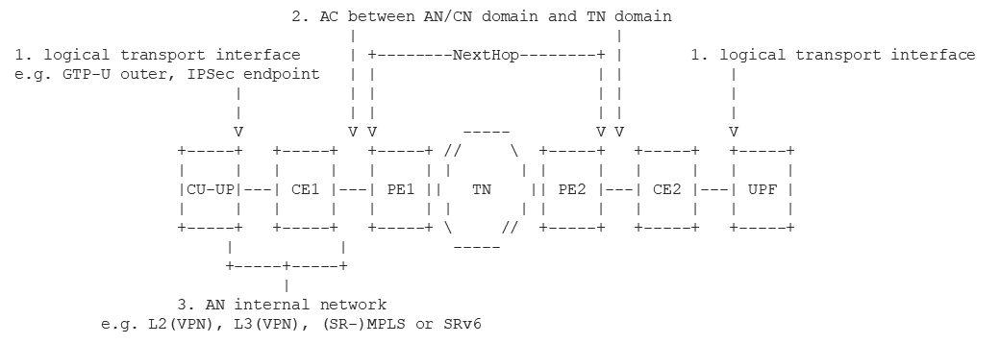 2. AC between AN/CN domain and TN domain
1. logical transport interface
NextHop
1. logical transport interface
e.g. GTP-U outer, IPSec endpoint
CU-UP
CE1
PE1
TN
PE2
CE2
UPF
3. AN internal network
e.g. L2(VPN), L3(VPN), (SR-)MPLS or SRv6